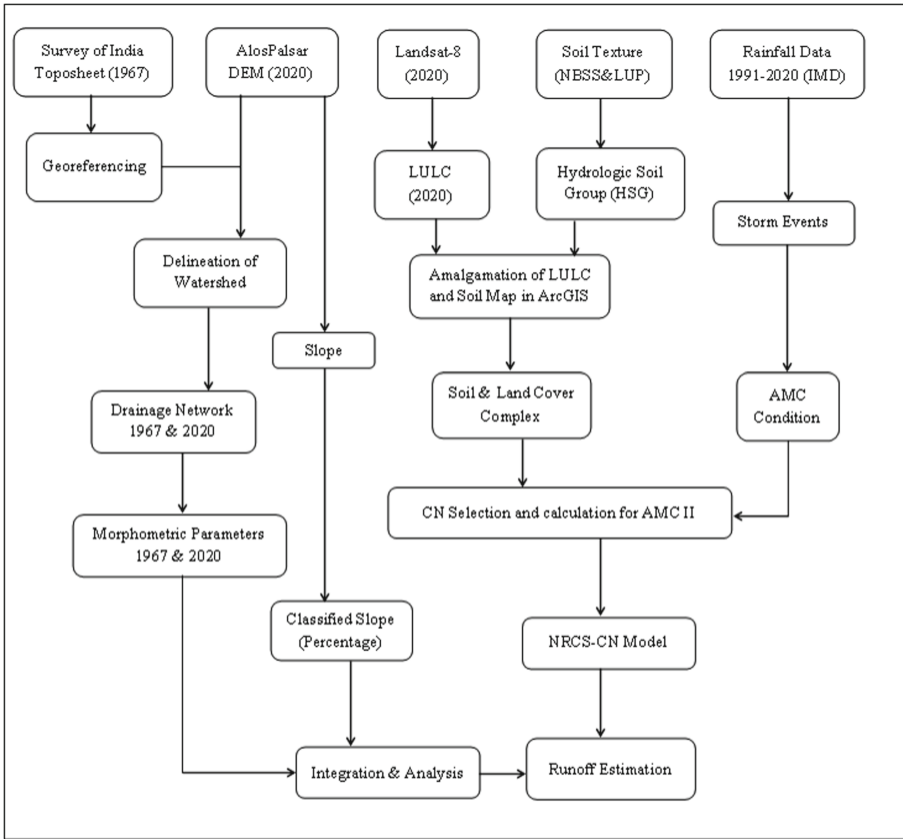 Survey of India
Toposheet (1967)
AlosPalsar
DEM (2020)
Landsat-8
(2020)
Soil Texture
(NBSS&LUP)
Rainfall Data
1991-2020 (IMD)
Georeferencing
LULC
(2020)
Hydrologic Soil
Group (HSG)
Storm Events
Delineation of
Watershed
Amalgamation of LULC
and Soil Map in ArcGIS
Slope
Drainage Network
1967 & 2020
Soil & Land Cover
Complex
AMC
Condition
CN Selection and calculation for AMC II
Morphometric Parameters
1967 & 2020
Classified Slope
(Percentage)
NRCS-CN Model
Integration & Analysis
Runoff Estimation